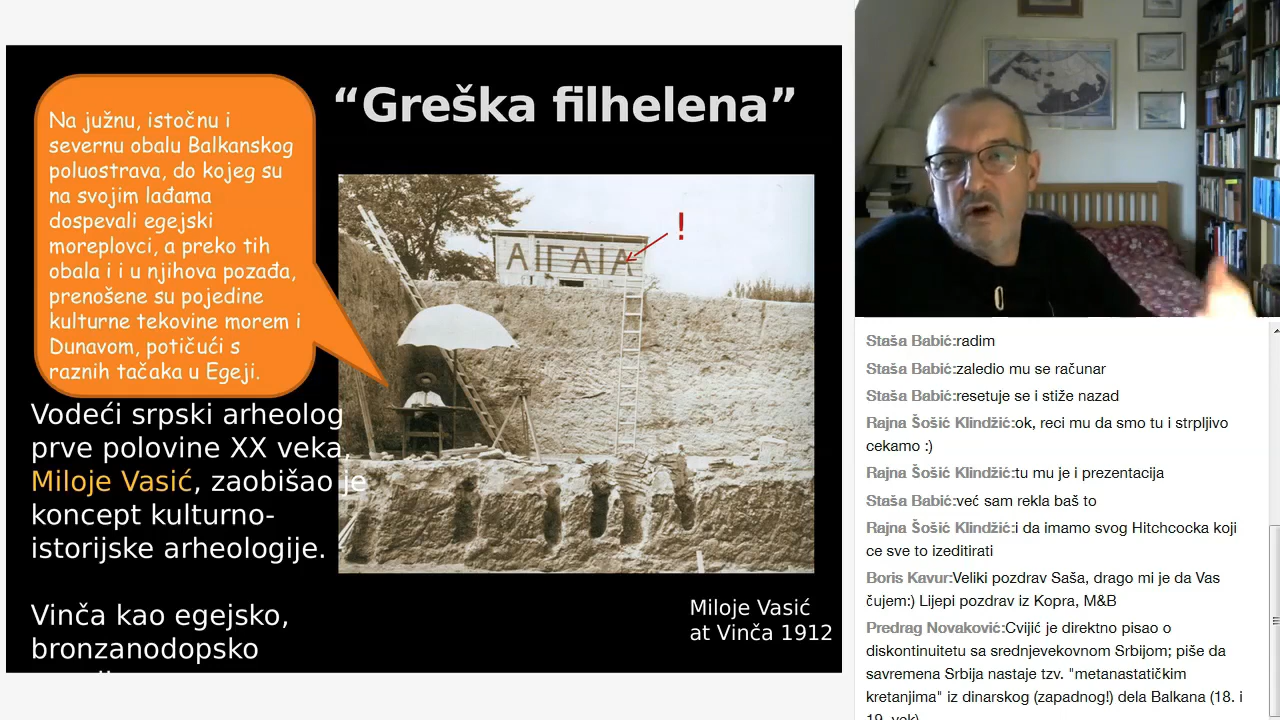 “Greška filhelena”
Na južnu, istočnu i
severnu obalu Balkanskog
poluostrava, do kojeg su
na svojim lađama
dospevali egejski
moreplovci, a preko tih
obala i i u njihova pozađa,
prenošene su pojedine
kulturne tekovine morem i
Dunavom, potičući s
raznih tačaka u Egeji.
ΑΙΓΑΙΑ
!
Vodeći srpski arheolog
prve polovine XX veka,
Miloje Vasić, zaobišao je
koncept kulturno-
istorijske arheologije.
Vinča kao egejsko,
bronzanodopsko
Miloje Vasić
at Vinča 1912
Staša Babić:radim
Staša Babić:zaledio mu se računar
Staša Babić:resetuje se i stiže nazad
Rajna Šošić Klindžić:ok, reci mu da smo tu i strpljivo
cekamo :)
Rajna Šošić Klindžić:tu mu je i prezentacija
Staša Babić:već sam rekla baš to
Rajna Šošić Klindžić:i da imamo svog Hitchcocka koji
ce sve to izeditirati
Boris Kavur:Veliki pozdrav Saša, drago mi je da Vas
čujem:) Lijepi pozdrav iz Kopra, M&B
Predrag Novaković:Cvijić je direktno pisao o
diskontinuitetu sa srednjevekovnom Srbijom; piše da
savremena Srbija nastaje tzv. "metanastatičkim
kretanjima" iz dinarskog (zapadnog!) dela Balkana (18. i
19. vek)